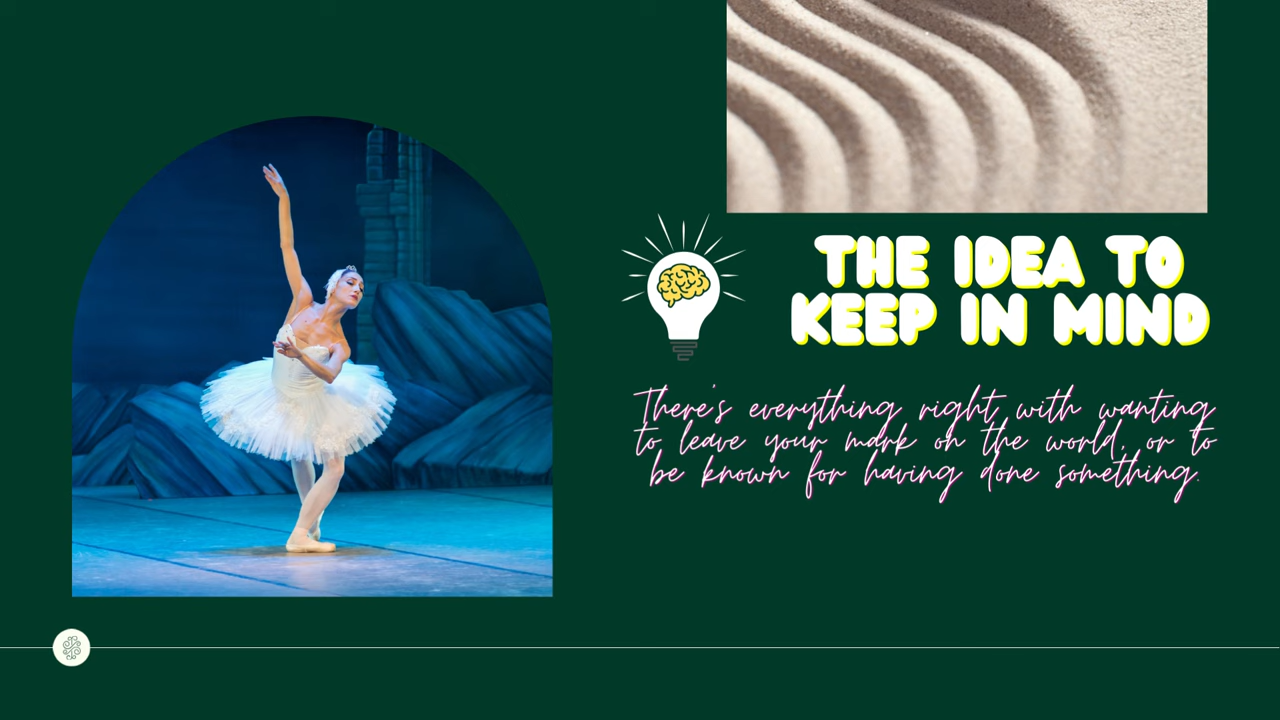 THE IDEA TO
KEEP IN MIND
There's everything right with wanting
to leave your mark on the world, or to
be known for having done something.